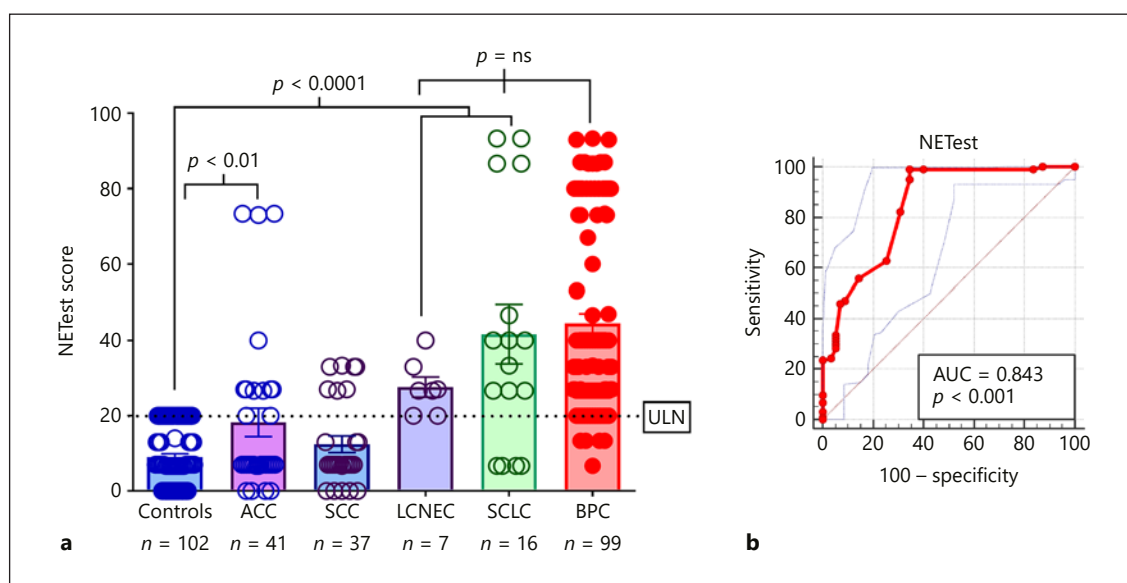 p = ns
p < 0.0001
p < 0.01
NETest score
100
80
60
40
20
0
ULN
Controls ACC SCC LCNEC SCLC BPC
n = 102 n = 41 n = 37 n = 7 n = 16 n = 99
a
NETest
Sensitivity
100
80
60
40
20
0
AUC = 0.843
p < 0.001
0 20 40 60 80 100
100 – specificity
b